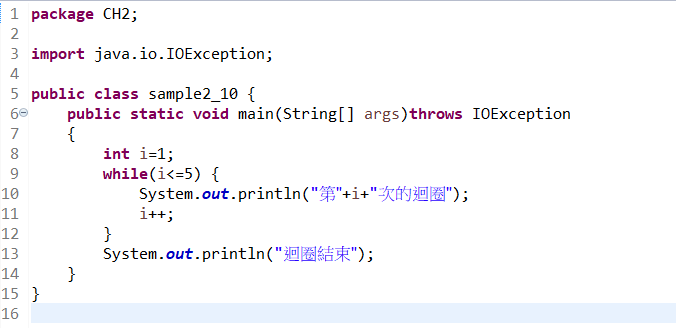 1 package CH2;
2
3 import java.io.IOException;
4
5 public class sample2_10 {
6 public static void main(String[] args)throws IOException
7 {
8 int i=1;
9 while(i<=5) {
10 System.out.println("第"+i+"次的迴圈");
11 i++;
12 }
13 System.out.println("迴圈結束");
14 }
15 }
16